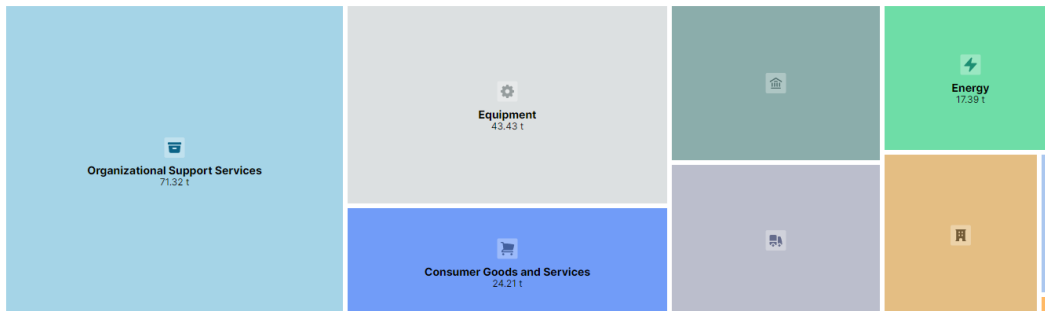 Organizational Support Services
71.32 t
Equipment
43.43 t
Consumer Goods and Services
24.21 t
Energy
17.39 t